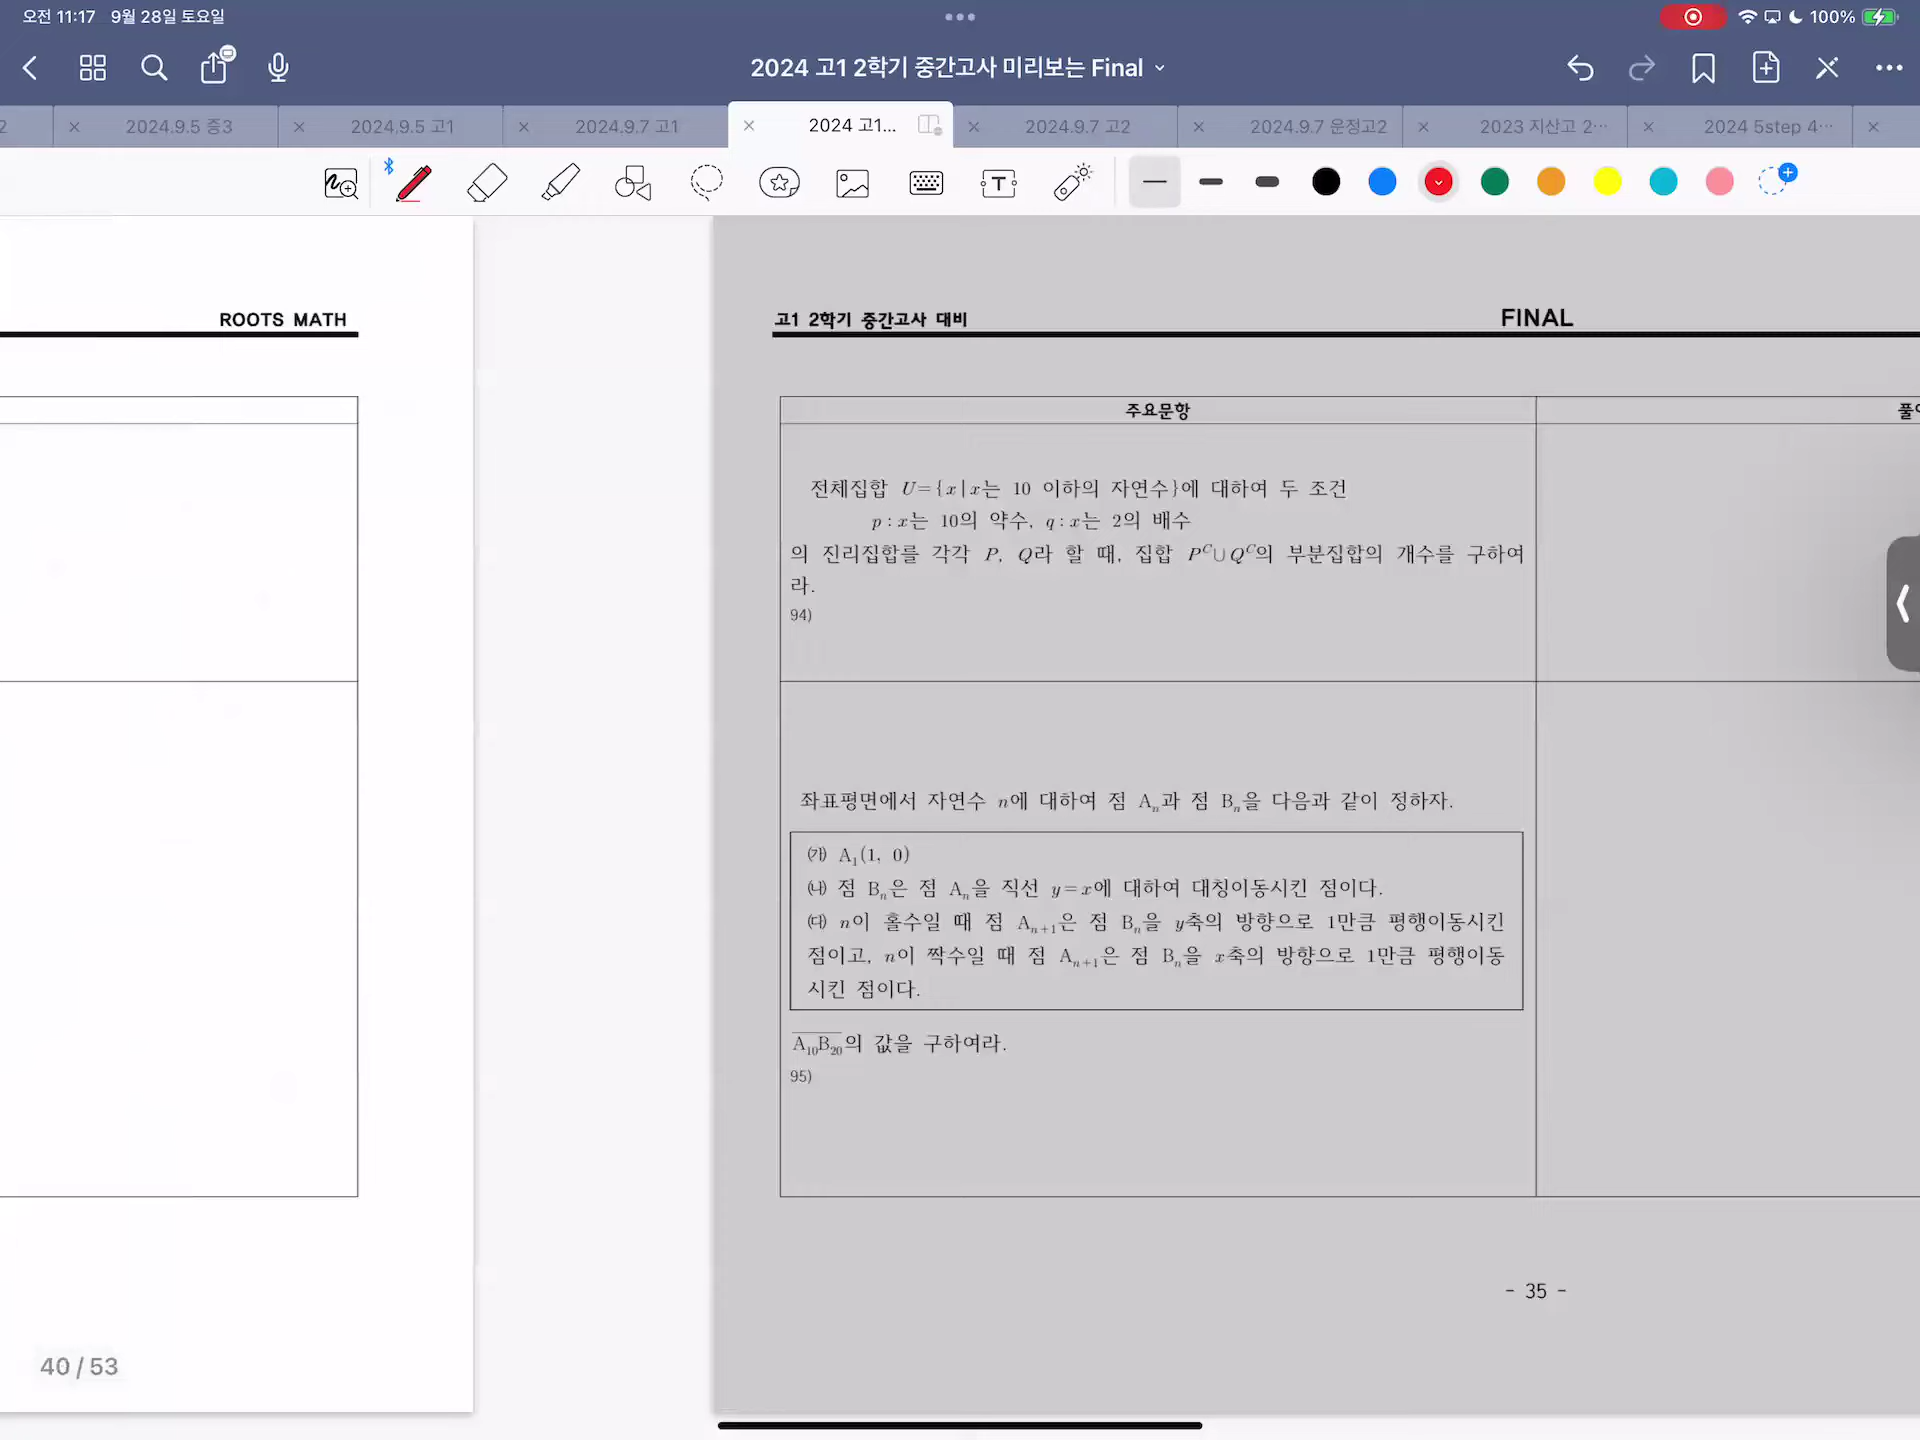 오전 11:17 9월 28일 토요일
100%
2024 고1 2학기 중간고사 미리보는 Final
2
2024.9.5 중3
2024.9.5 고1
2024.9.7 고1
2024 고1...
2024.9.7 고2
2024.9.7 운정고2
2023 지산고 2…
2024 5step 4…
ROOTS MATH
고1 2학기 중간고사 대비
FINAL
주요문항
전체집합 U={x|x는 10 이하의 자연수}에 대하여 두 조건
p : x는 10의 약수, q : x는 2의 배수
의 진리집합를 각각 P, Q라 할 때, 집합 P^C∪Q^C의 부분집합의 개수를 구하여
라.
94)
좌표평면에서 자연수 n에 대하여 점 A_n과 점 B_n을 다음과 같이 정하자.
㈎ A_1(1, 0)
㈏ 점 B_n은 점 A_n을 직선 y=x에 대하여 대칭이동시킨 점이다.
㈐ n이 홀수일 때 점 A_{n+1}은 점 B_n을 y축의 방향으로 1만큼 평행이동시킨
점이고, n이 짝수일 때 점 A_{n+1}은 점 B_n을 x축의 방향으로 1만큼 평행이동
시킨 점이다.
A_10B_20의 값을 구하여라.
95)
- 35 -
40 / 53